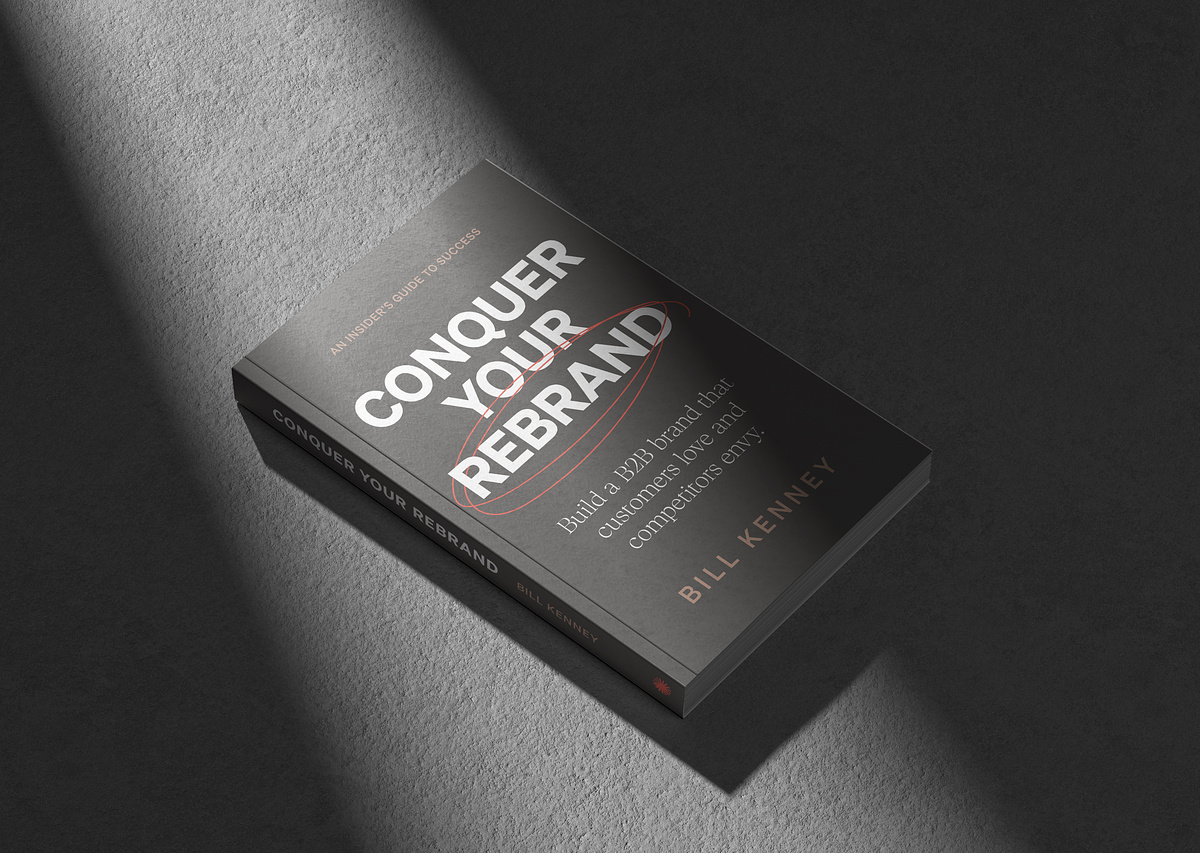 AN INSIDER'S GUIDE TO SUCCESS
CONQUER
YOUR
REBRAND
Build a B2B brand that
customers love and
competitors envy.
BILL KENNEY
CONQUER YOUR REBRAND BILL KENNEY